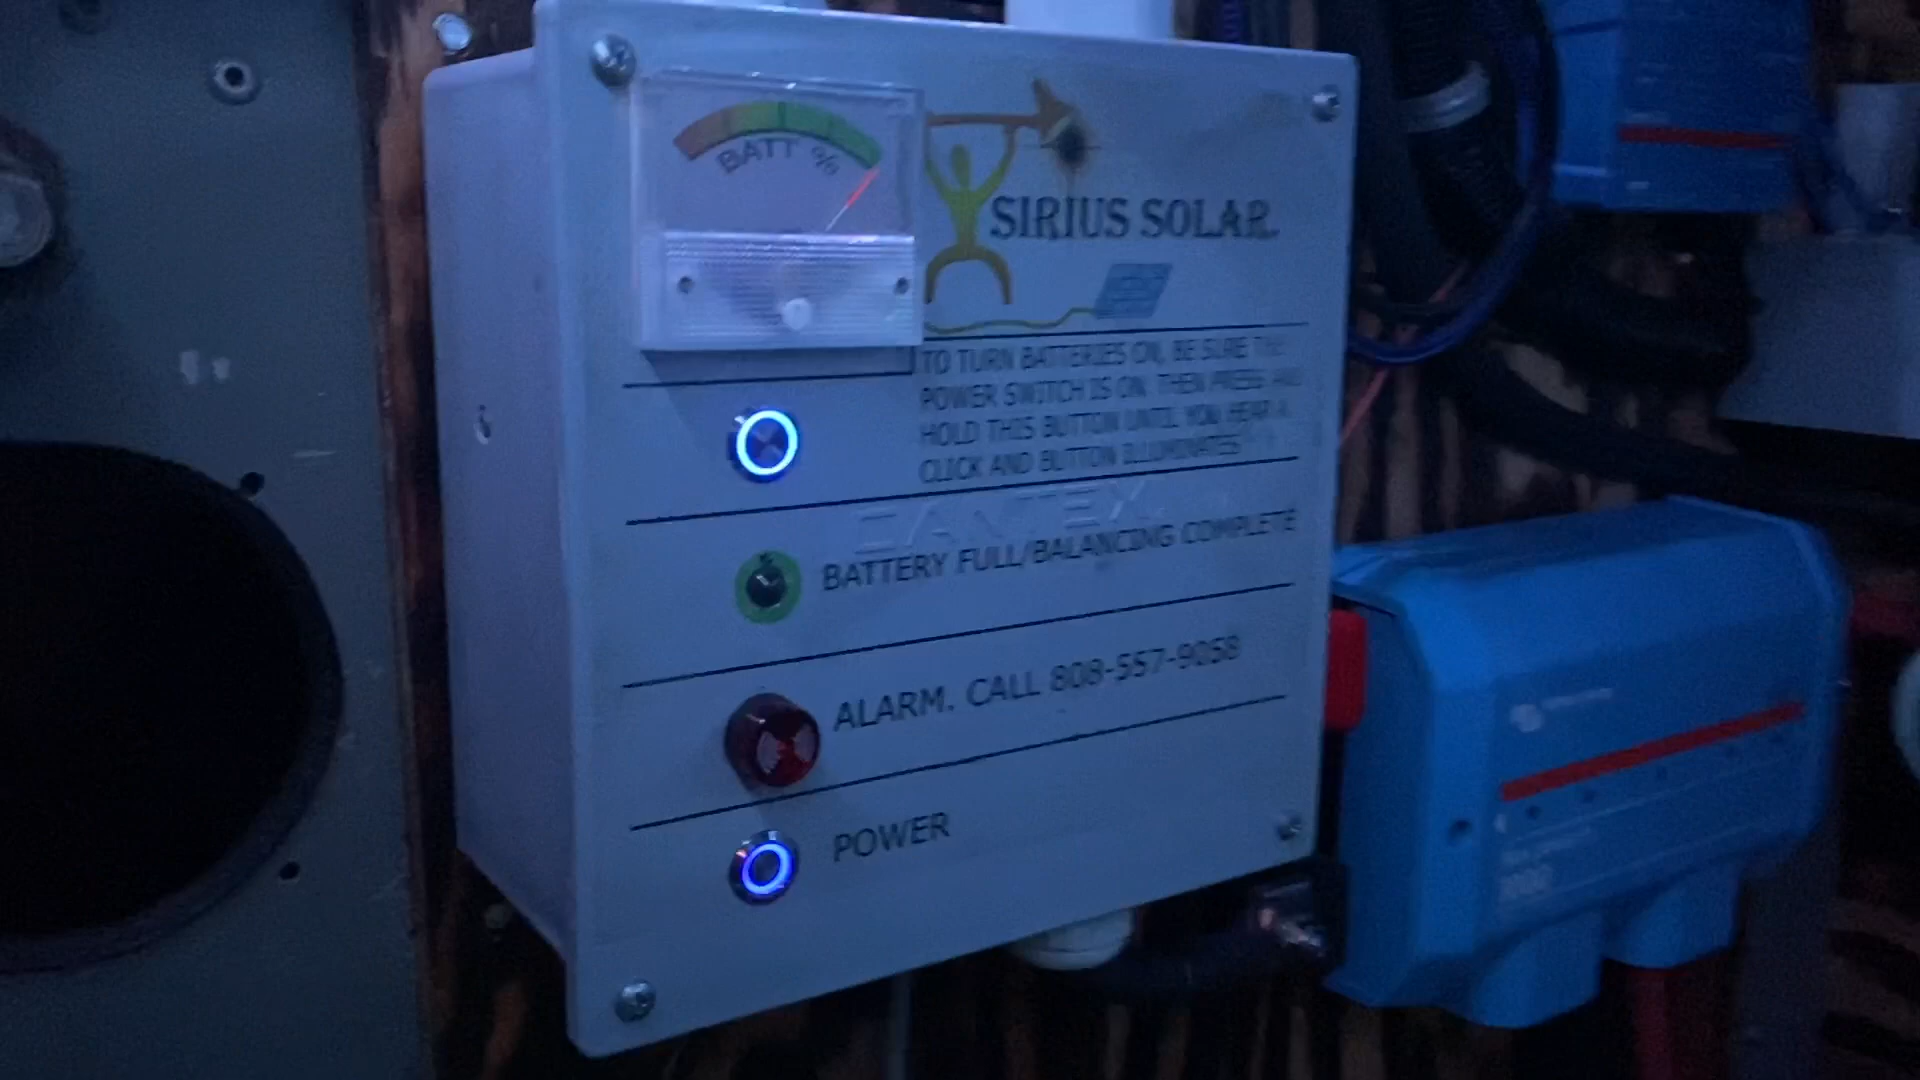 BATT %
SIRIUS SOLAR.
TO TURN BATTERIES ON, BE SURE THE
POWER SWITCH IS ON. THEN PRESS AND
HOLD THIS BUTTON UNTIL YOU HEAR A
CLICK AND BUTTON ILLUMINATES
CANTEX
BATTERY FULL/BALANCING COMPLETE
ALARM. CALL 808-557-9058
POWER